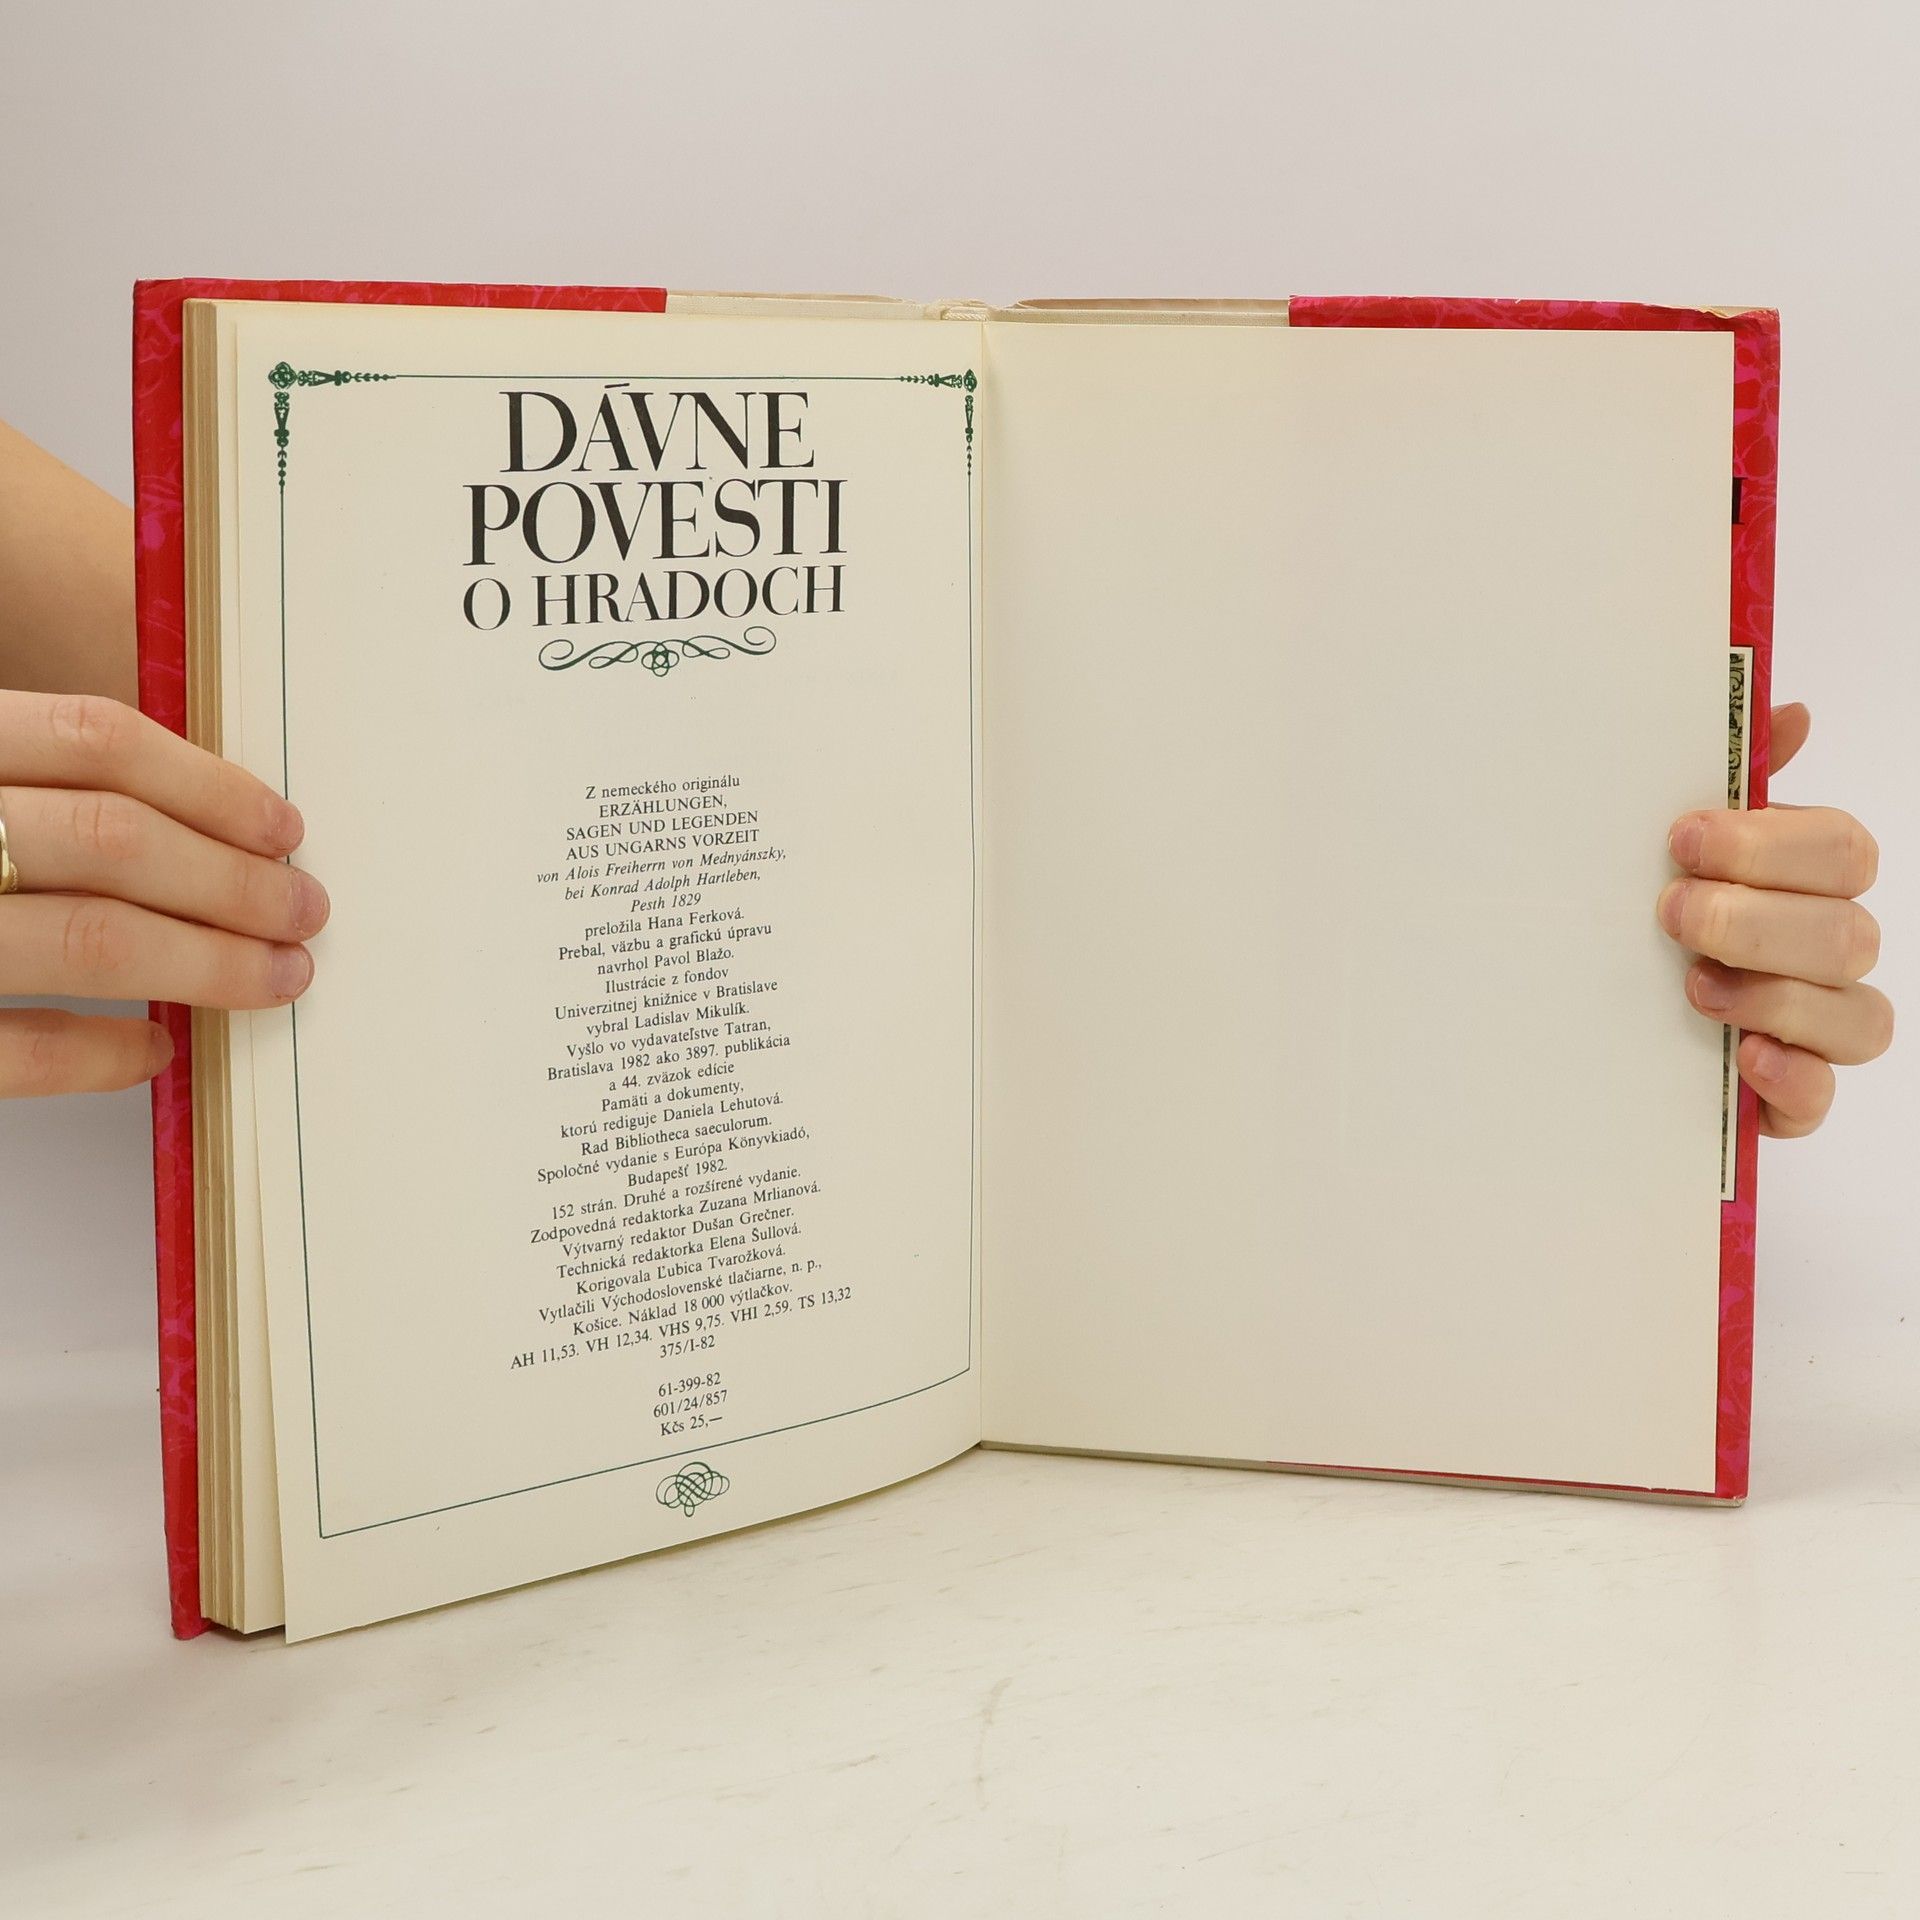 DÁVNE
POVESTI
O HRADOCH
Z nemeckého originálu
ERZÄHLUNGEN,
SAGEN UND LEGENDEN
AUS UNGARNS VORZEIT
von Alois Freiherrn von Mednyánszky,
bei Konrad Adolph Hartleben,
Pesth 1829
preložila Hana Ferková.
Prebal, väzbu a grafickú úpravu
navrhol Pavol Blažo.
Ilustrácie z fondov
Univerzitnej knižnice v Bratislave
vybral Ladislav Mikulík.
Vyšlo vo vydavateľstve Tatran,
Bratislava 1982 ako 3897. publikácia
a 44. zväzok edície
Pamäti a dokumenty,
ktorú rediguje Daniela Lehutová.
Rad Bibliotheca saeculorum.
Spoločné vydanie s Európa Könyvkiadó,
Budapešť 1982.
152 strán. Druhé a rozšírené vydanie.
Zodpovedná redaktorka Zuzana Mrlianová.
Výtvarný redaktor Dušan Grečner.
Technická redaktorka Elena Šullová.
Korigovala Ľubica Tvarožková.
Vytlačili Východoslovenské tlačiarne, n. p.,
Košice. Náklad 18 000 výtlačkov.
AH 11,53. VH 12,34. VHS 9,75. VHI 2,59. TS 13,32
375/I-82
61-399-82
601/24/857
Kčs 25,—